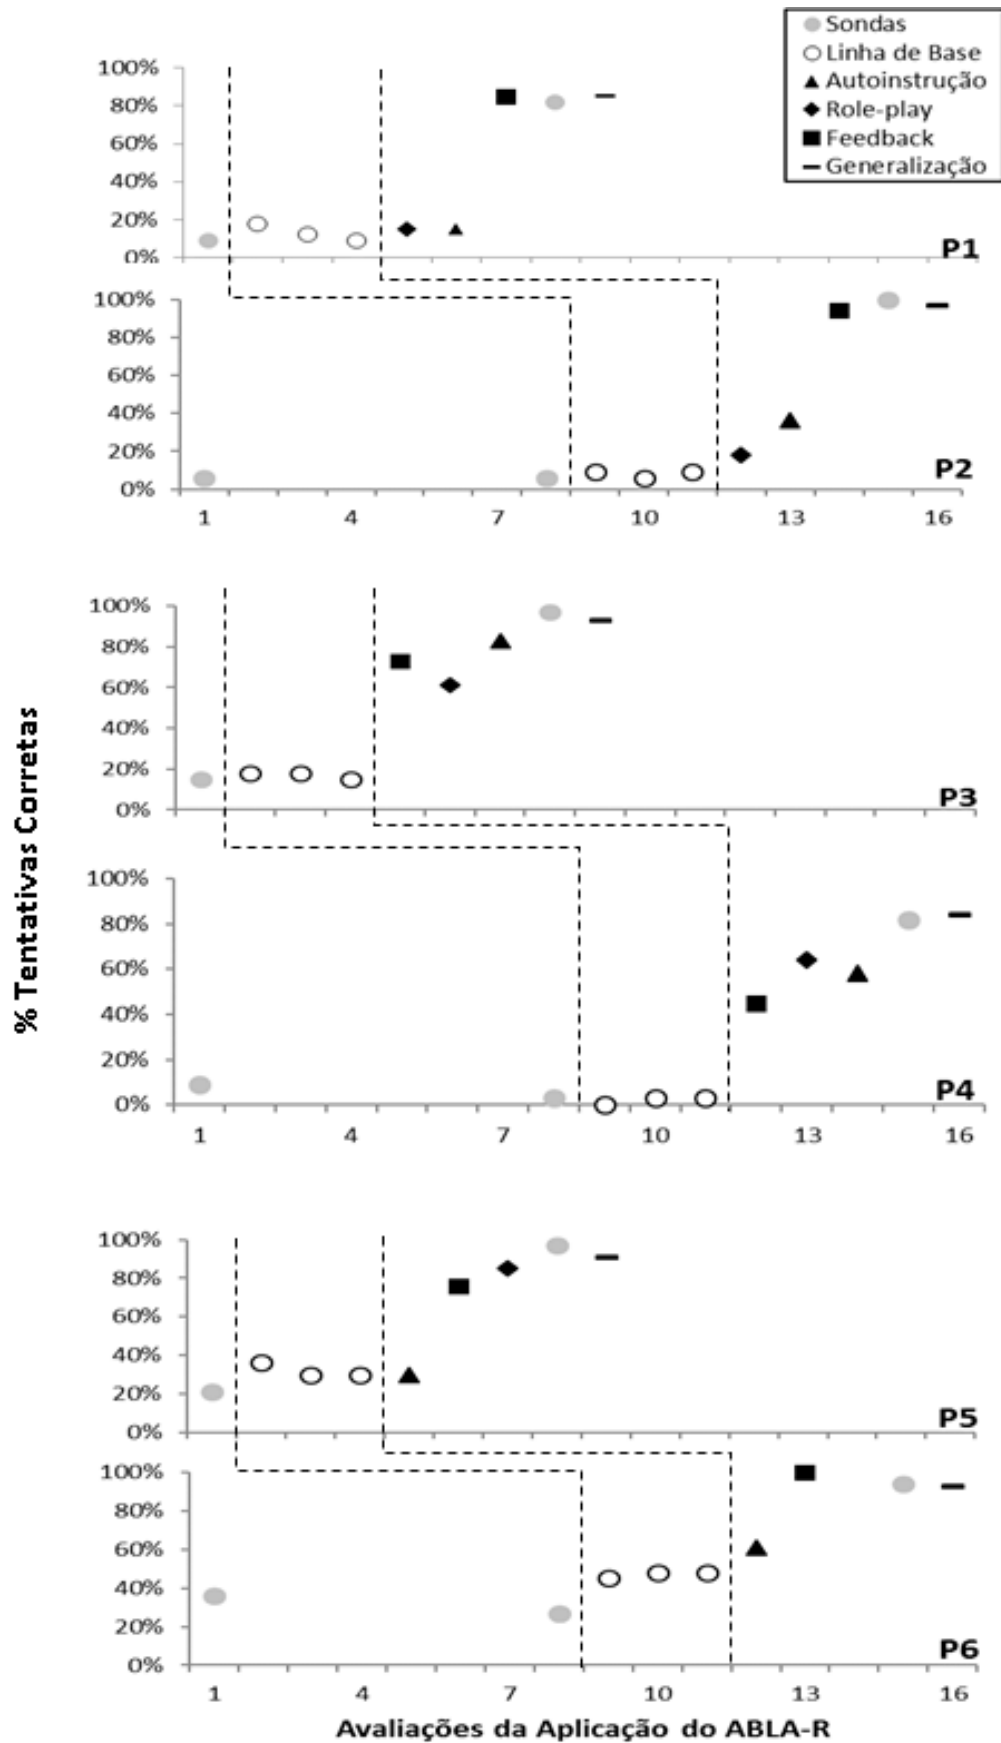 Sondas
Linha de Base
Autoinstrução
Role-play
Feedback
Generalização
100%
80%
60%
40%
20%
0%
P1
100%
80%
60%
40%
20%
0%
P2
1 4 7 10 13 16
% Tentativas Corretas
100%
80%
60%
40%
20%
0%
P3
100%
80%
60%
40%
20%
0%
P4
1 4 7 10 13 16
100%
80%
60%
40%
20%
0%
P5
100%
80%
60%
40%
20%
0%
P6
1 4 7 10 13 16
Avaliações da Aplicação do ABLA-R